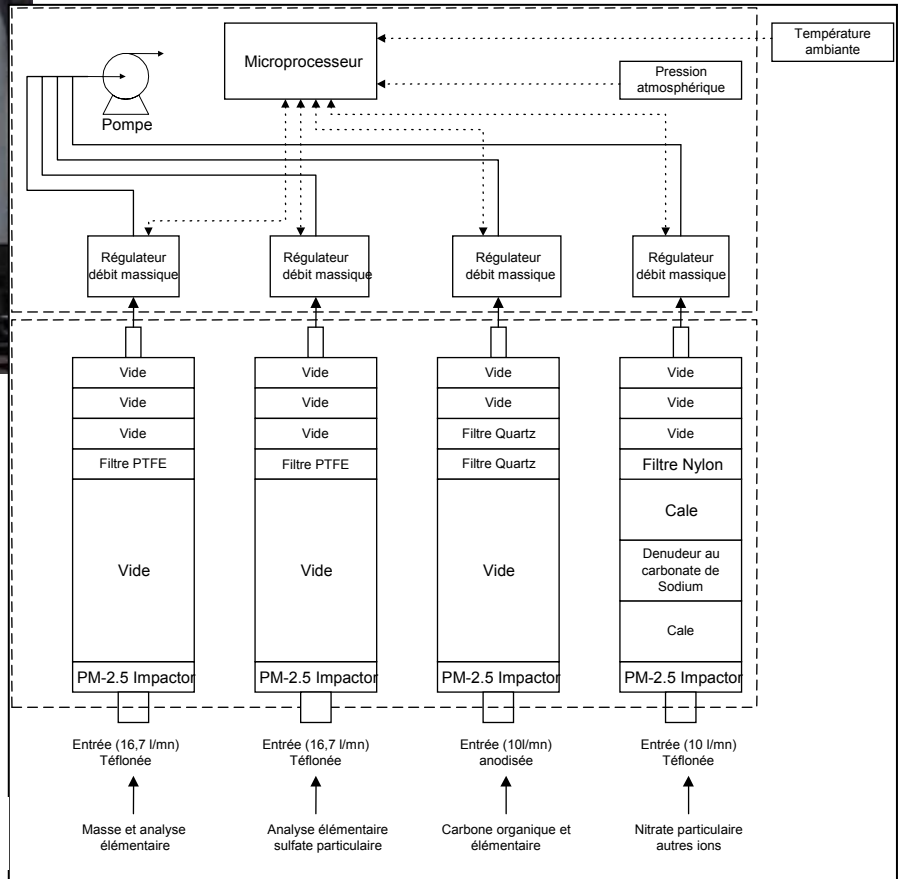 Température
ambiante
Microprocesseur
Pression
atmosphérique
Pompe
Régulateur
débit massique
Régulateur
débit massique
Régulateur
débit massique
Régulateur
débit massique
Vide
Vide
Vide
Filtre PTFE
Vide
PM-2.5 Impactor
Vide
Vide
Vide
Filtre PTFE
Vide
PM-2.5 Impactor
Vide
Vide
Filtre Quartz
Filtre Quartz
Vide
PM-2.5 Impactor
Vide
Vide
Vide
Filtre Nylon
Cale
Denudeur au
carbonate de
Sodium
Cale
PM-2.5 Impactor
Entrée (16,7 l/mn)
Téflonée
Entrée (16,7 l/mn)
Téflonée
Entrée (10l/mn)
anodisée
Entrée (10 l/mn)
Téflonée
Masse et analyse
élémentaire
Analyse élémentaire
sulfate particulaire
Carbone organique et
élémentaire
Nitrate particulaire
autres ions